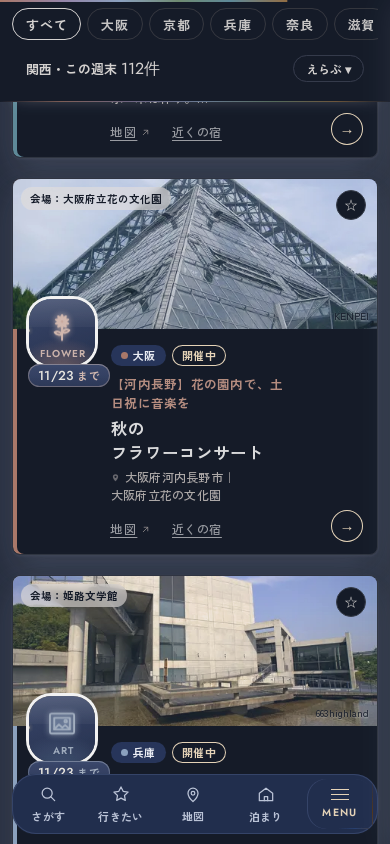 すべて
大阪
京都
兵庫
奈良
滋賀
関西・この週末 112件
えらぶ ▾
地図 ↗
近くの宿
→
会場：大阪府立花の文化園
☆
KENPEI
FLOWER
11/23 まで
大阪
開催中
【河内長野】花の園内で、土
日祝に音楽を
秋の
フラワーコンサート
大阪府河内長野市｜
大阪府立花の文化園
地図 ↗
近くの宿
→
会場：姫路文学館
☆
663highland
ART
兵庫
開催中
11/23 まで
さがす
行きたい
地図
泊まり
MENU